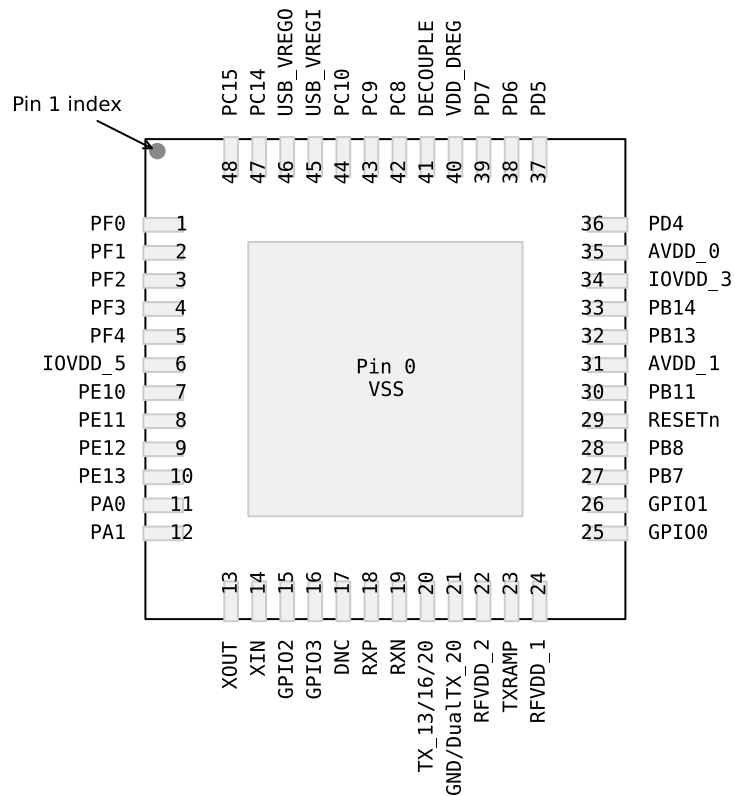 PC15
PC14
USB_VREGO
USB_VREGI
PC10
PC9
PC8
DECOUPLE
VDD_DREG
PD7
PD6
PD5
Pin 1 index
48
47
46
45
44
43
42
41
40
39
38
37
PF0 1
PF1 2
PF2 3
PF3 4
PF4 5
IOVDD_5 6
PE10 7
PE11 8
PE12 9
PE13 10
PA0 11
PA1 12
Pin 0
VSS
36 PD4
35 AVDD_0
34 IOVDD_3
33 PB14
32 PB13
31 AVDD_1
30 PB11
29 RESETn
28 PB8
27 PB7
26 GPIO1
25 GPIO0
13
14
15
16
17
18
19
20
21
22
23
24
XOUT
XIN
GPIO2
GPIO3
DNC
RXP
RXN
TX_13/16/20
GND/DualTX_20
RFVDD_2
TXRAMP
RFVDD_1